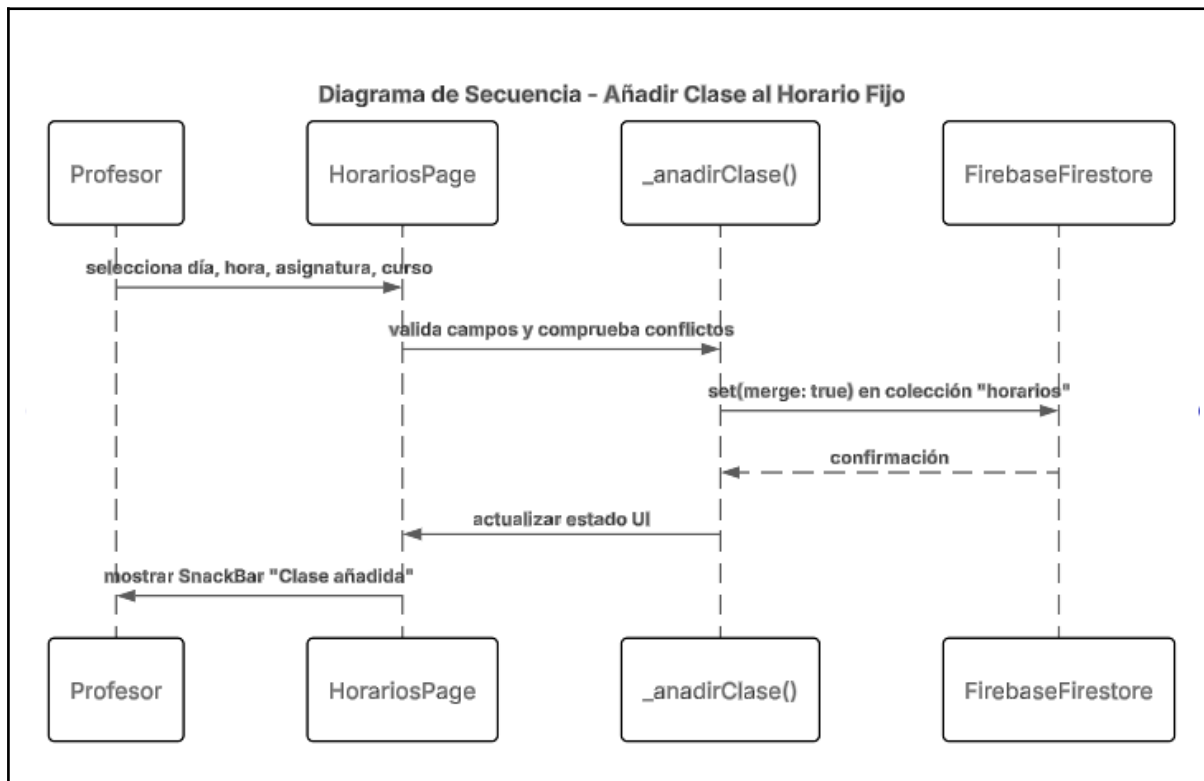 Diagrama de Secuencia - Añadir Clase al Horario Fijo
Profesor
HorariosPage
_anadirClase()
FirebaseFirestore
selecciona día, hora, asignatura, curso
valida campos y comprueba conflictos
set(merge: true) en colección "horarios"
confirmación
actualizar estado UI
mostrar SnackBar "Clase añadida"
Profesor
HorariosPage
_anadirClase()
FirebaseFirestore